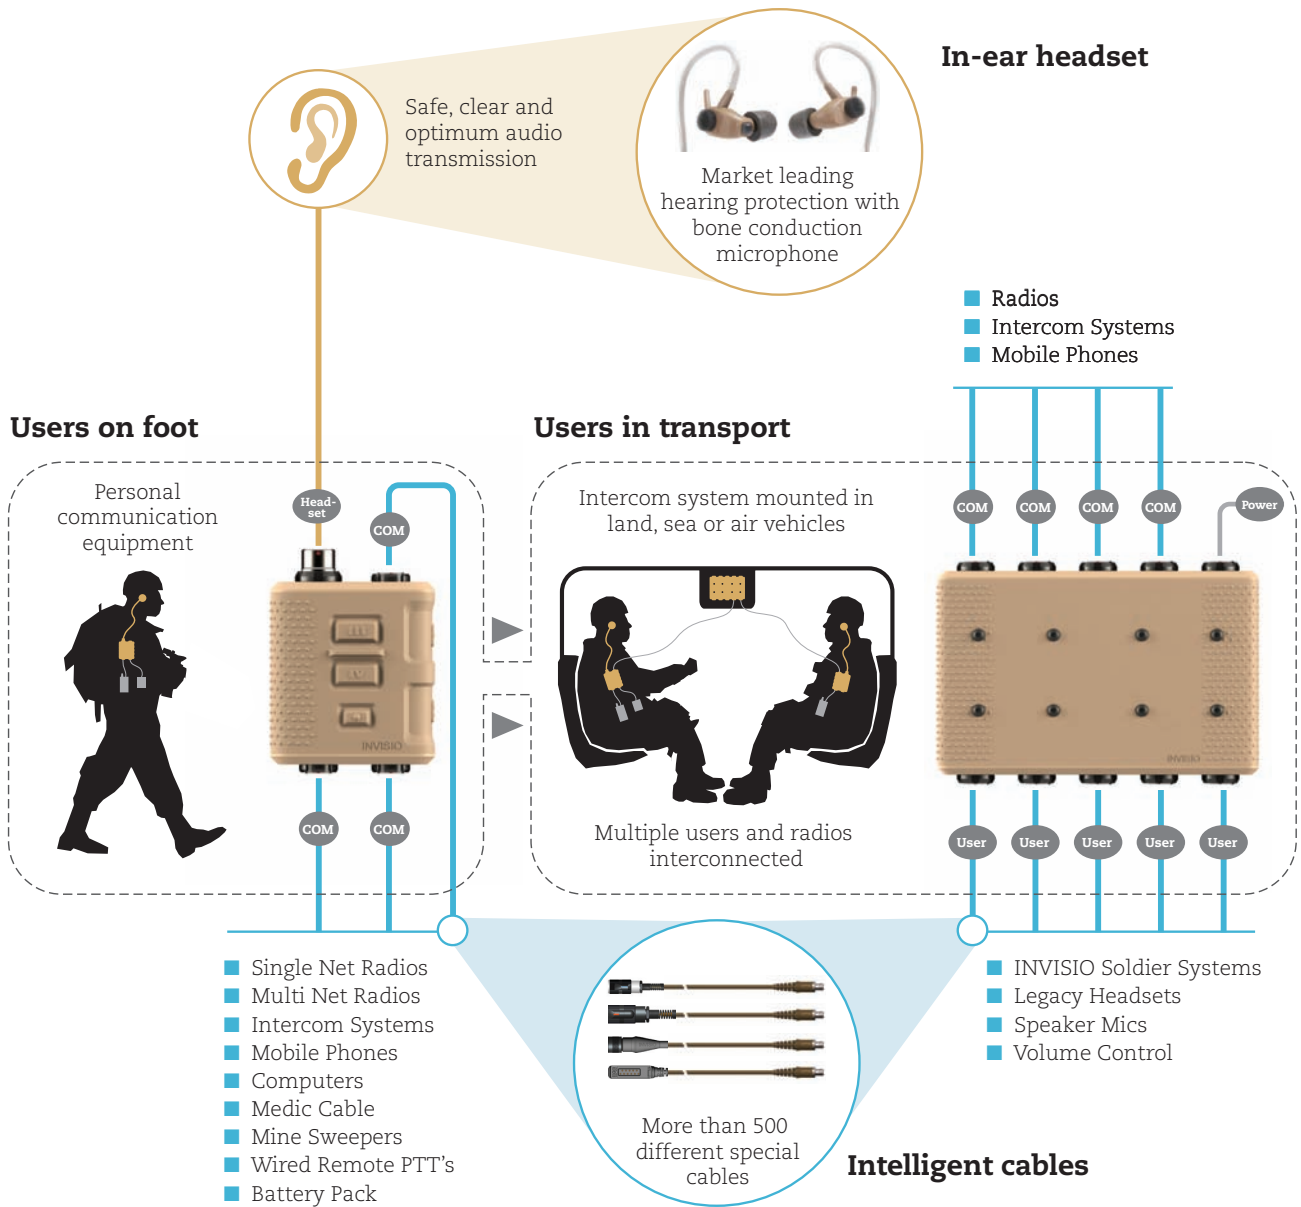 In-ear headset
Safe, clear and
optimum audio
transmission
Market leading
hearing protection with
bone conduction
microphone
Radios
Intercom Systems
Mobile Phones
Users on foot
Users in transport
Personal
communication
equipment
Head-
set
COM
Intercom system mounted in
land, sea or air vehicles
COM
COM
COM
COM
Power
INVISIO
INVISIO
COM
COM
Multiple users and radios
interconnected
User
User
User
User
User
Single Net Radios
Multi Net Radios
Intercom Systems
Mobile Phones
Computers
Medic Cable
Mine Sweepers
Wired Remote PTT's
Battery Pack
More than 500
different special
cables
Intelligent cables
INVISIO Soldier Systems
Legacy Headsets
Speaker Mics
Volume Control